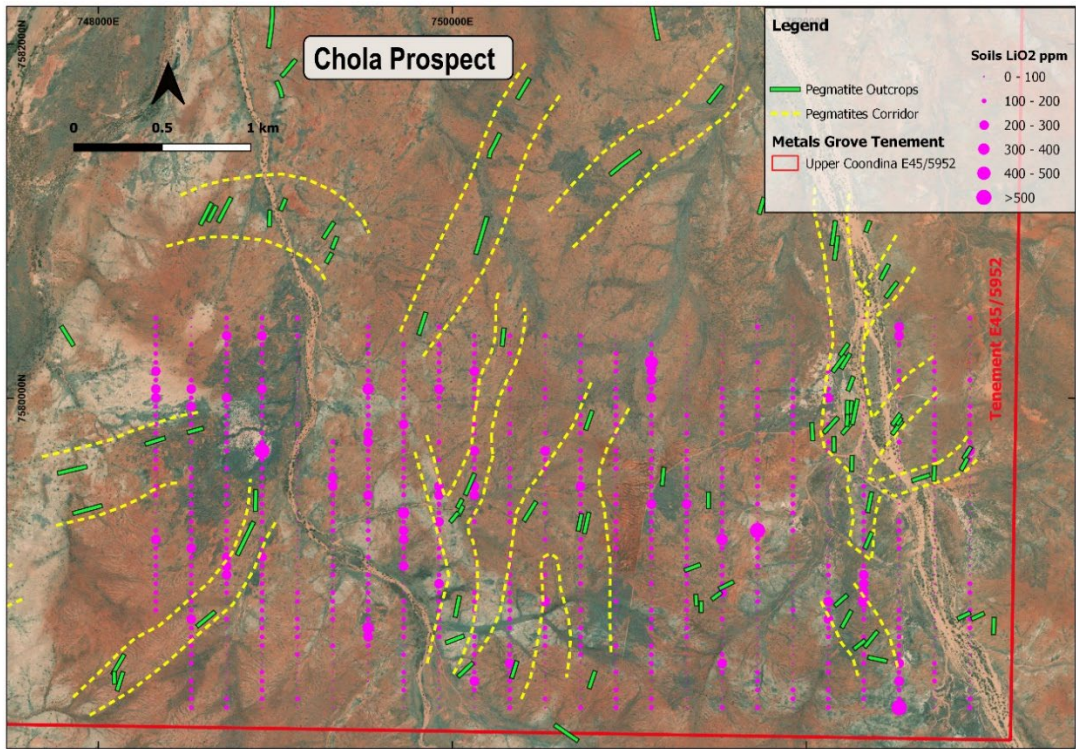 748000E
750000E
7582000N
7580000N
Chola Prospect
0
0.5
1 km
Legend
Pegmatite Outcrops
Pegmatites Corridor
Metals Grove Tenement
Upper Coondina E45/5952
Soils LiO2 ppm
0 - 100
100 - 200
200 - 300
300 - 400
400 - 500
>500
Tenement E45/5952